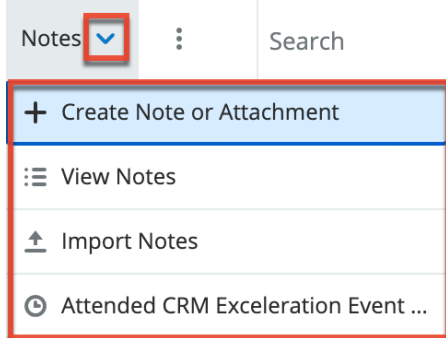 Notes
Search
Create Note or Attachment
View Notes
Import Notes
Attended CRM Exceleration Event ...